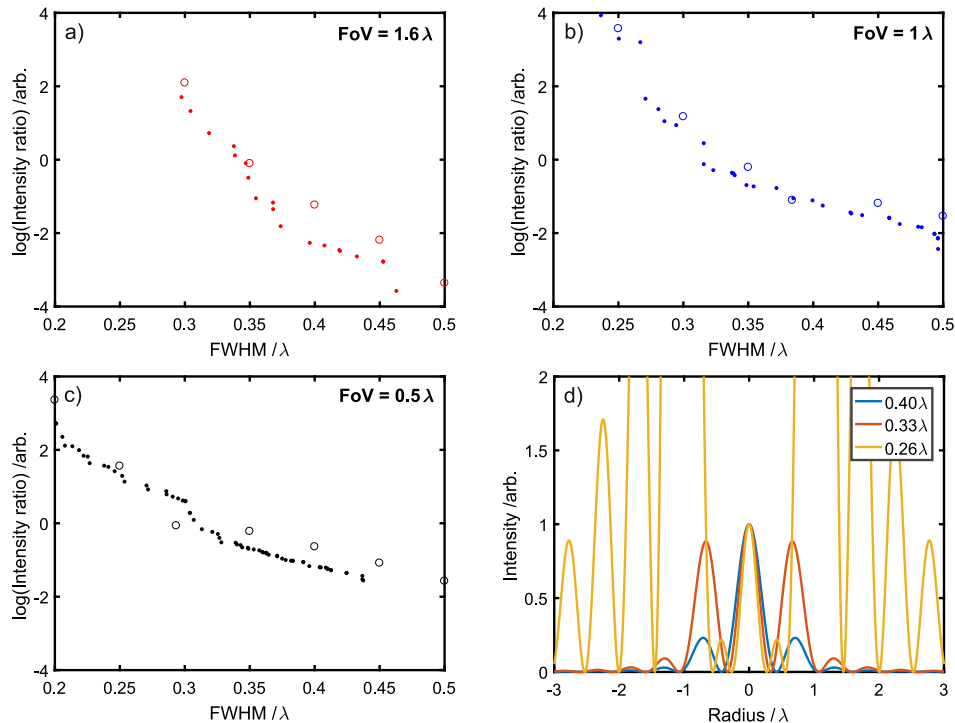 a)
FoV = 1.6 λ
log(Intensity ratio) /arb.
4
2
0
-2
-4
0.2 0.25 0.3 0.35 0.4 0.45 0.5
FWHM / λ
b)
FoV = 1 λ
log(Intensity ratio) /arb.
4
2
0
-2
-4
0.2 0.25 0.3 0.35 0.4 0.45 0.5
FWHM / λ
c)
FoV = 0.5 λ
log(Intensity ratio) /arb.
4
2
0
-2
-4
0.2 0.25 0.3 0.35 0.4 0.45 0.5
FWHM / λ
d)
0.40λ
0.33λ
0.26λ
Intensity /arb.
2
1.5
1
0.5
0
-3 -2 -1 0 1 2 3
Radius / λ